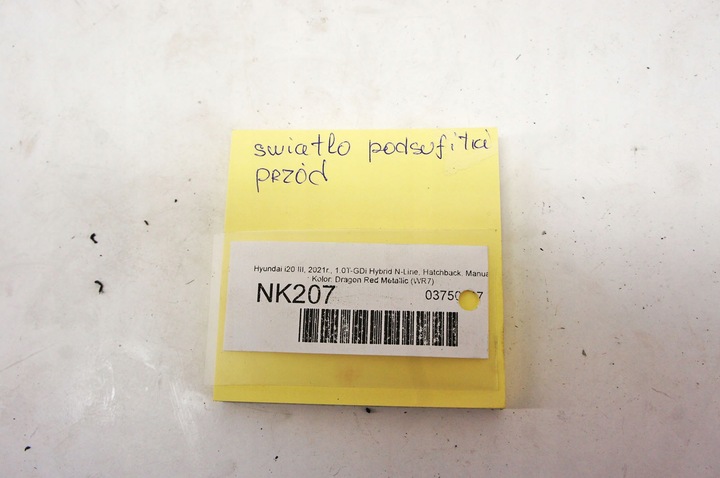 swiatło podsufitki
przód
Hyundai i20 III, 2021r., 1.0T-GDi Hybrid N-Line, Hatchback, Manua
: Kolor: Dragon Red Metallic (WR7)
NK207